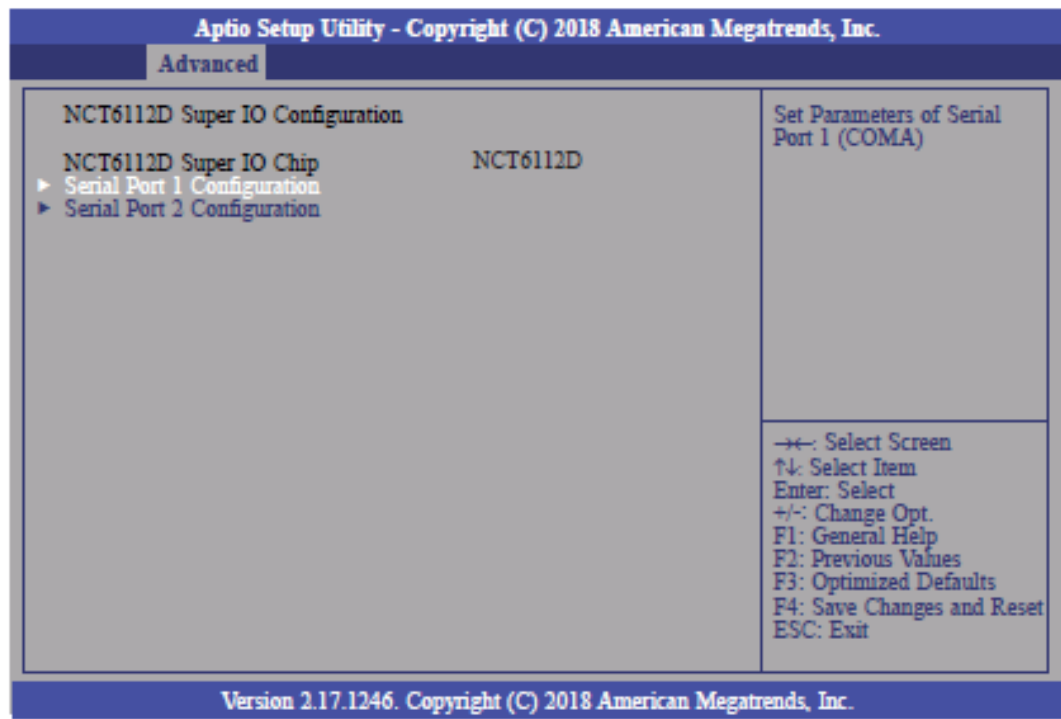 Aptio Setup Utility - Copyright (C) 2018 American Megatrends, Inc.
Advanced
NCT6112D Super IO Configuration
NCT6112D Super IO Chip NCT6112D
► Serial Port 1 Configuration
► Serial Port 2 Configuration
Set Parameters of Serial
Port 1 (COMA)
→←: Select Screen
↑↓: Select Item
Enter: Select
+/-: Change Opt.
F1: General Help
F2: Previous Values
F3: Optimized Defaults
F4: Save Changes and Reset
ESC: Exit
Version 2.17.1246. Copyright (C) 2018 American Megatrends, Inc.